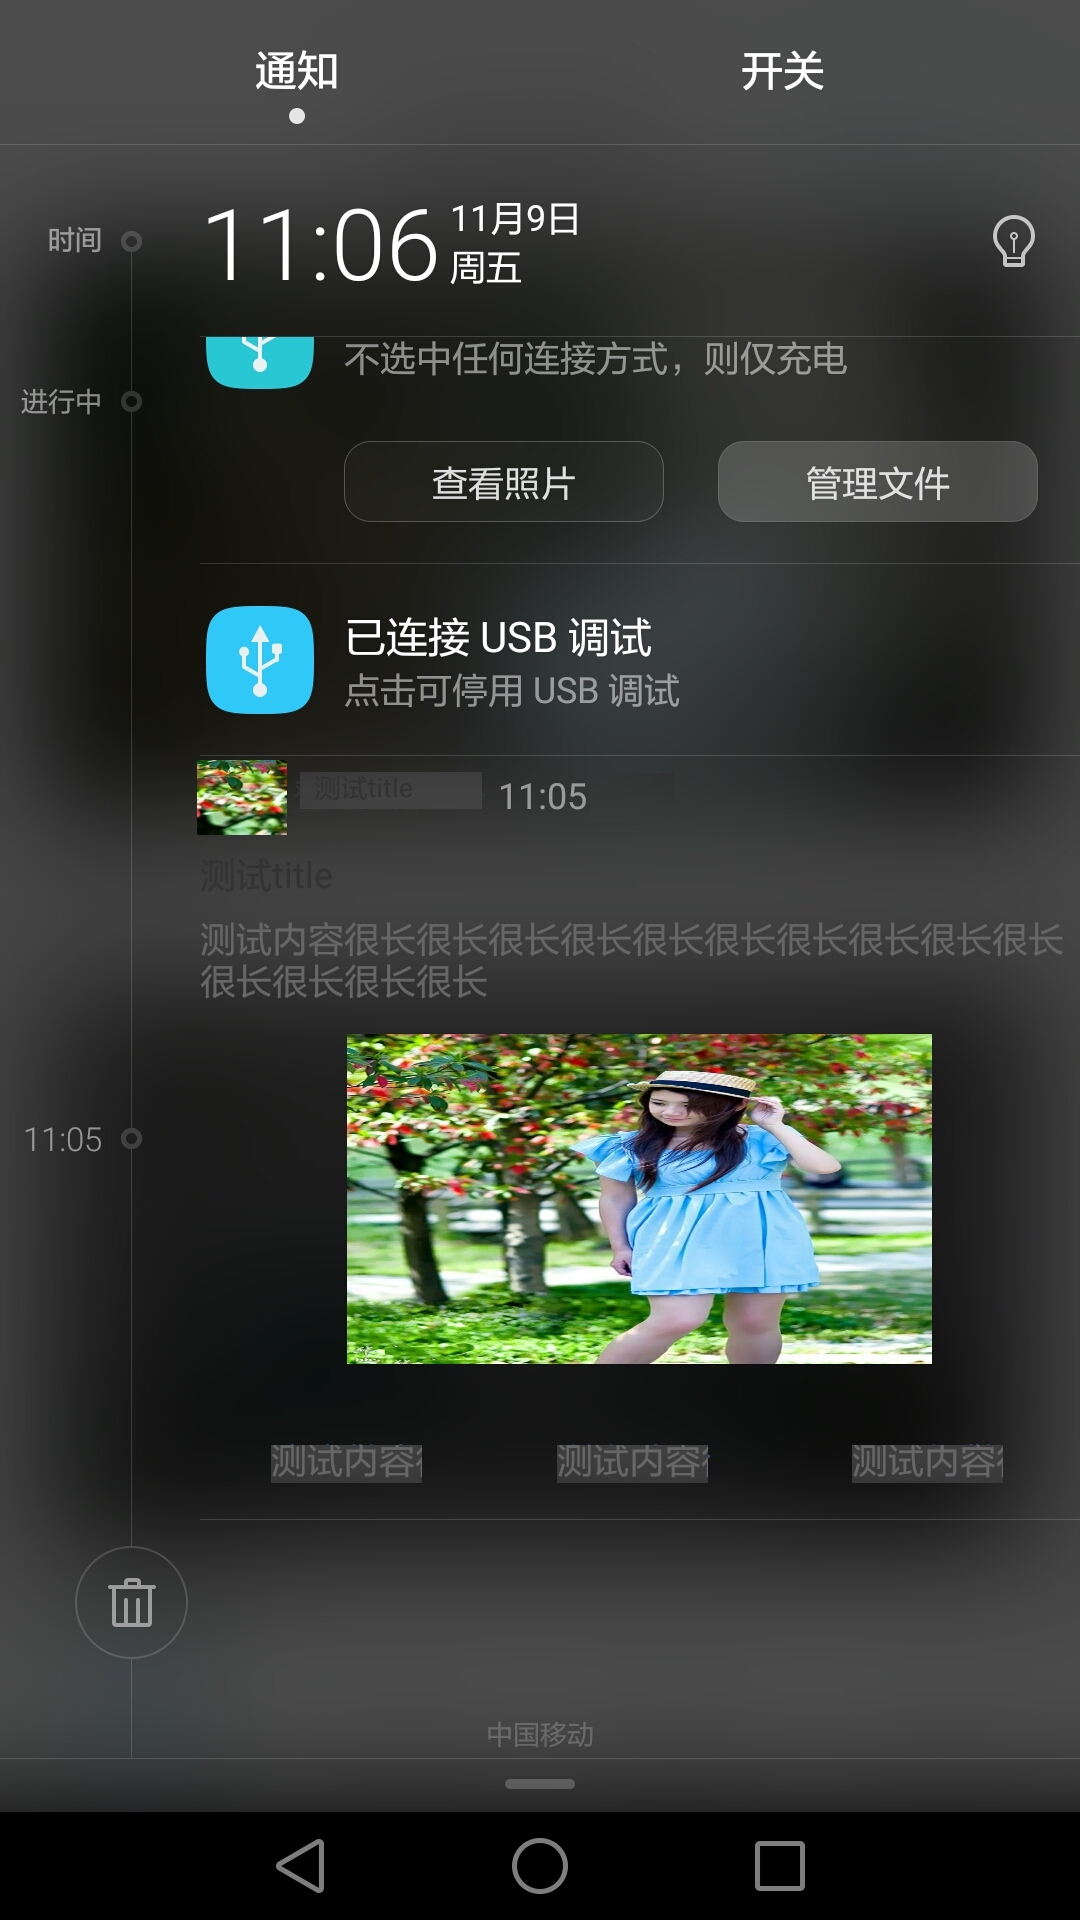 通知
开关
时间
11:06
11月9日
周五
不选中任何连接方式，则仅充电
进行中
查看照片
管理文件
已连接 USB 调试
点击可停用 USB 调试
测试title
11:05
测试title
测试内容很长很长很长很长很长很长很长很长很长很长
很长很长很长很长
11:05
测试内容
测试内容
测试内容
中国移动